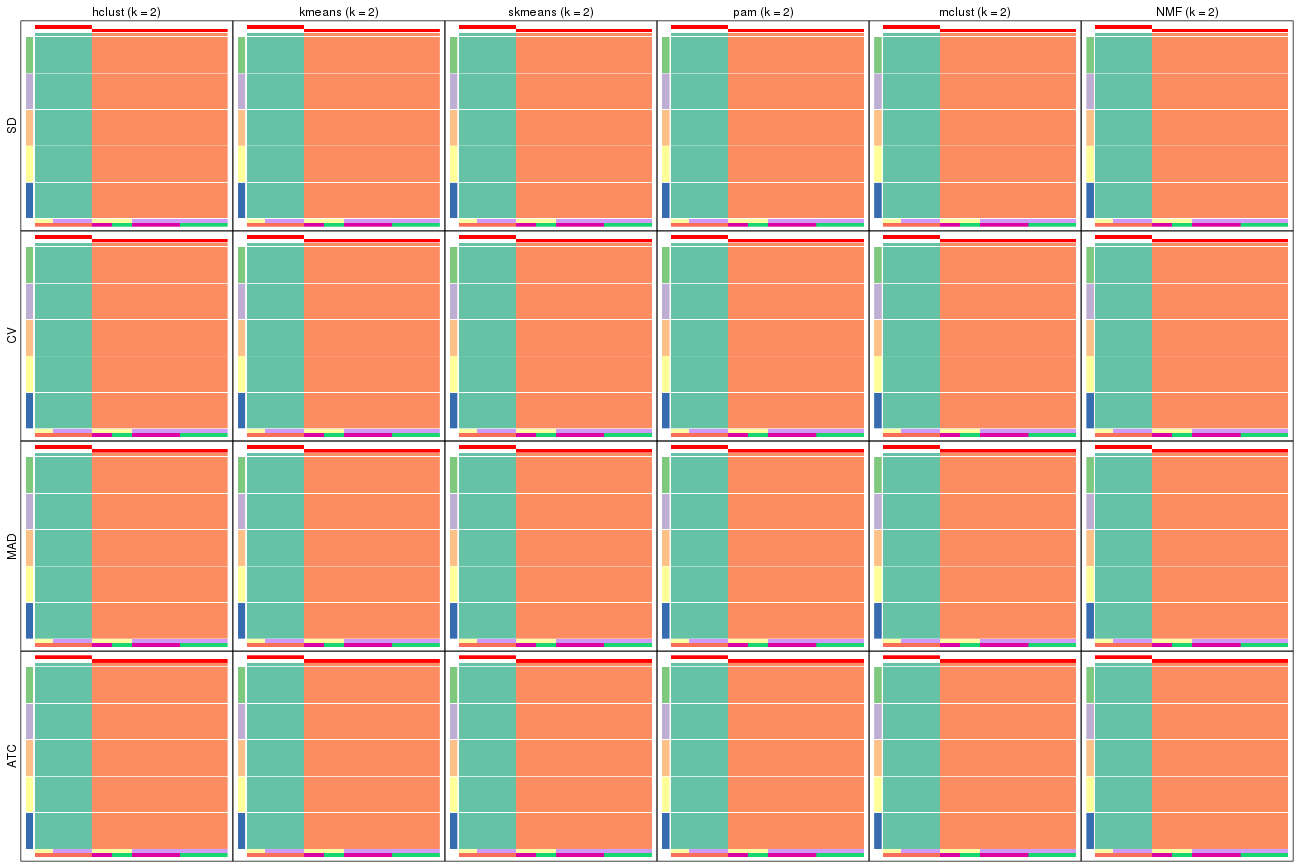 hclust (k = 2) kmeans (k = 2) skmeans (k = 2) pam (k = 2) mclust (k = 2) NMF (k = 2)
SD
CV
MAD
ATC